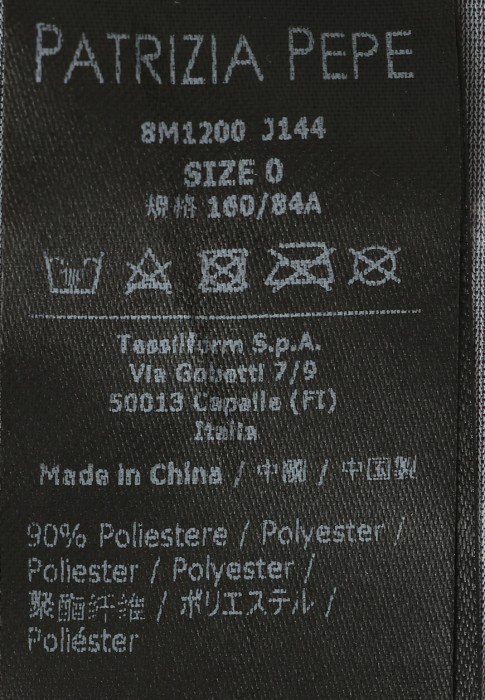 PATRIZIA PEPE
8M1200 J144
SIZE 0
规格 160/84A
Tessilform S.p.A.
Via Gobetti 7/9
50013 Capalle (FI)
Italia
Made in China / 中國 / 中国製
90% Poliestere / Polyester /
Poliester / Polyester /
聚酯纤维 / ポリエステル /
Poliéster